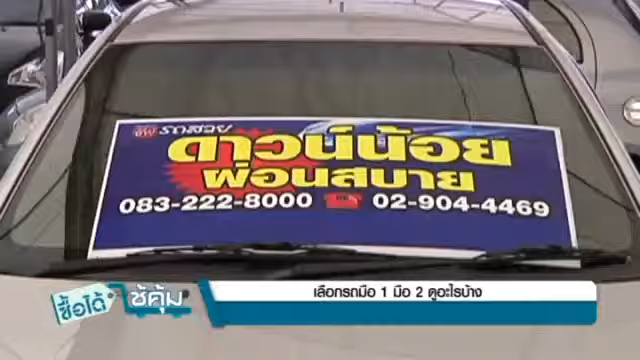 รถสวย
ดาวน์น้อย
ผ่อนสบาย
083-222-8000 02-904-4469
ซื้อได้ ใช้คุ้ม
เลือกรถมือ 1 มือ 2 ดูอะไรบ้าง